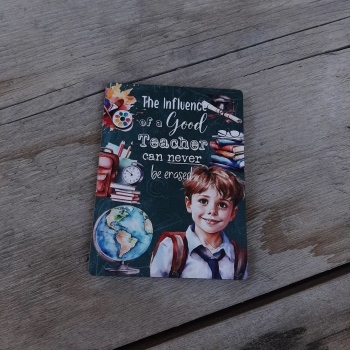 The Influence
of a Good
Teacher
can never
be erased